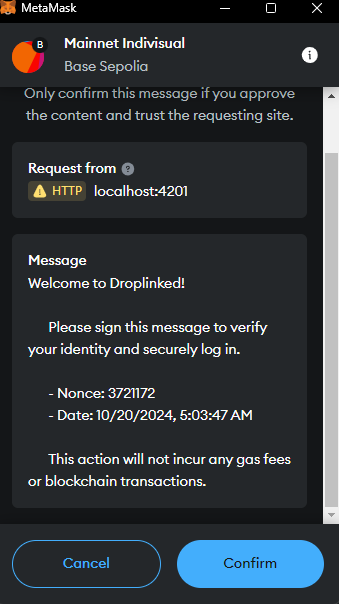 MetaMask
B
Mainnet Indivisual
Base Sepolia
Only confirm this message if you approve
the content and trust the requesting site.
Request from
HTTP localhost:4201
Message
Welcome to Droplinked!
Please sign this message to verify
your identity and securely log in.
- Nonce: 3721172
- Date: 10/20/2024, 5:03:47 AM
This action will not incur any gas fees
or blockchain transactions.
Cancel Confirm